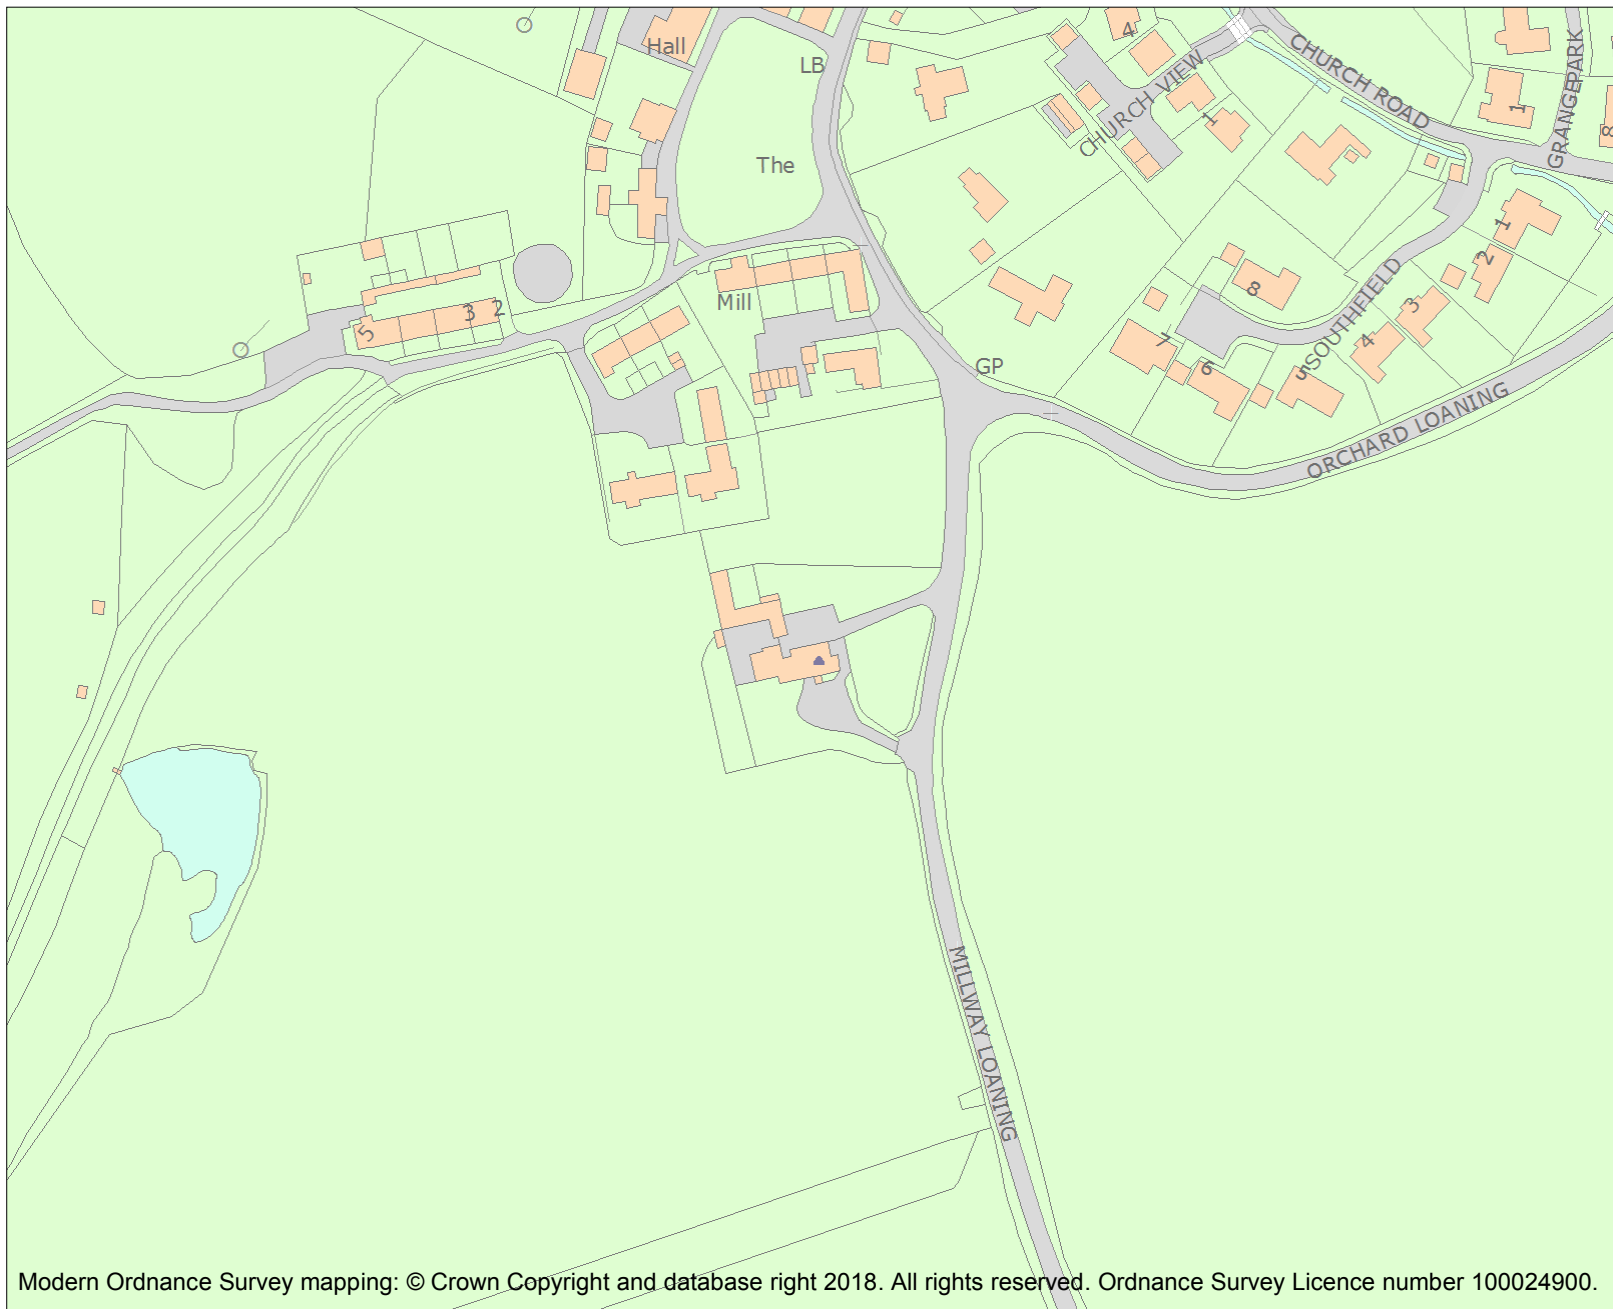 Hall
LB
The
Mill
GP
4
CHURCH VIEW
1
CHURCH ROAD
GRANGEPARK
1
8
1
2
3
4
5
6
7
8
SOUTHFIELD
ORCHARD LOANING
5
3
2
MILLWAY LOANING
Modern Ordnance Survey mapping: © Crown Copyright and database right 2018. All rights reserved. Ordnance Survey Licence number 100024900.